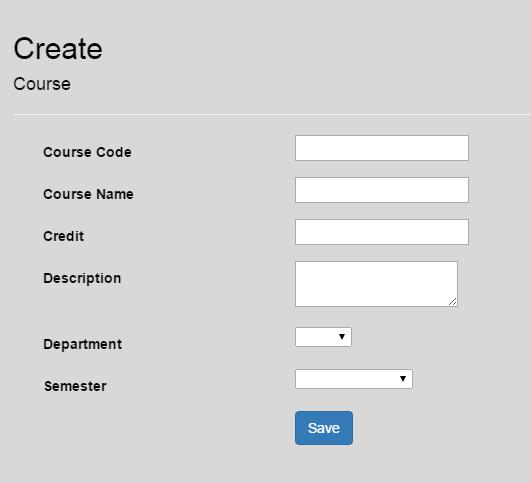 Create
Course
Course Code
Course Name
Credit
Description
Department
Semester
Save